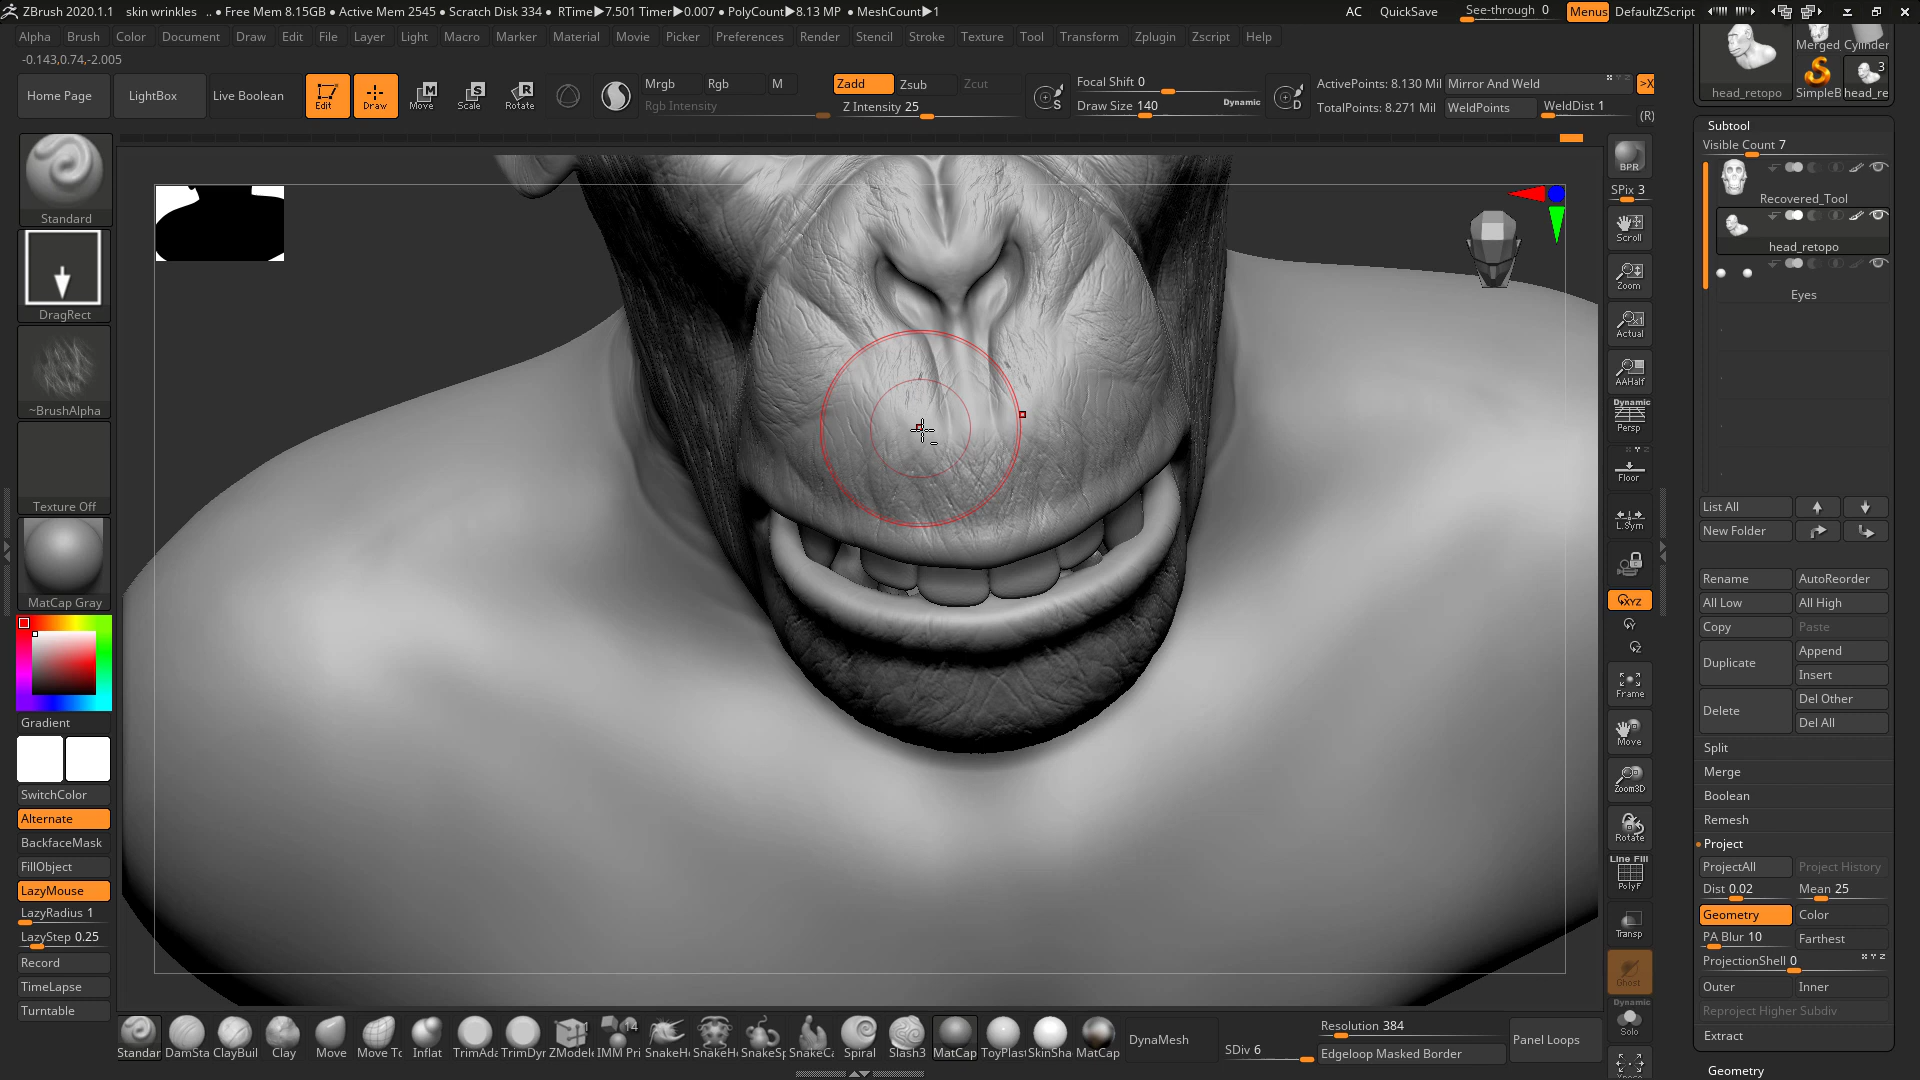 ZBrush 2020.1.1 skin wrinkles .. ● Free Mem 8.15GB ● Active Mem 2545 ● Scratch Disk 334 ● RTime▶7.501 Timer▶0.007 ● PolyCount▶8.13 MP ● MeshCount▶1 AC QuickSave See-through 0 Menus DefaultZScript
Alpha Brush Color Document Draw Edit File Layer Light Macro Marker Material Movie Picker Preferences Render Stencil Stroke Texture Tool Transform Zplugin Zscript Help
-0.143,0.74,-2.005
Home Page LightBox Live Boolean Edit Draw Move Scale Rotate
Mrgb Rgb M
Rgb Intensity
Zadd Zsub Zcut
Z Intensity 25
S
Focal Shift 0
Draw Size 140 Dynamic
D
ActivePoints: 8.130 Mil Mirror And Weld >X
TotalPoints: 8.271 Mil WeldPoints WeldDist 1 (R)
Standard
DragRect
~BrushAlpha
Texture Off
MatCap Gray
Gradient
SwitchColor
Alternate
BackfaceMask
FillObject
LazyMouse
LazyRadius 1
LazyStep 0.25
Record
TimeLapse
Turntable
BPR
SPix 3
Scroll
Zoom
Actual
AAHalf
Dynamic
Persp
Floor
L.Sym
XYZ
Y
Z
Frame
Move
Zoom3D
Rotate
Line Fill
PolyF
Transp
Ghost
Dynamic
Solo
Xpose
Merged Cylinder
3
head_retopo SimpleB head_re
Subtool
Visible Count 7
Recovered_Tool
head_retopo
Eyes
List All
New Folder
Rename AutoReorder
All Low All High
Copy Paste
Duplicate Append
Insert
Delete Del Other
Del All
Split
Merge
Boolean
Remesh
Project
ProjectAll Project History
Dist 0.02 Mean 25
Geometry Color
PA Blur 10 Farthest
ProjectionShell 0 X Y Z
Outer Inner
Reproject Higher Subdiv
Extract
Geometry
1 14
Standar DamSta ClayBuil Clay Move Move To Inflat TrimAda TrimDyr ZModel IMM Pri SnakeH SnakeH SnakeSp SnakeCa Spiral Slash3 MatCap ToyPlast SkinSha MatCap
DynaMesh
SDiv 6
Resolution 384
Edgeloop Masked Border
Panel Loops